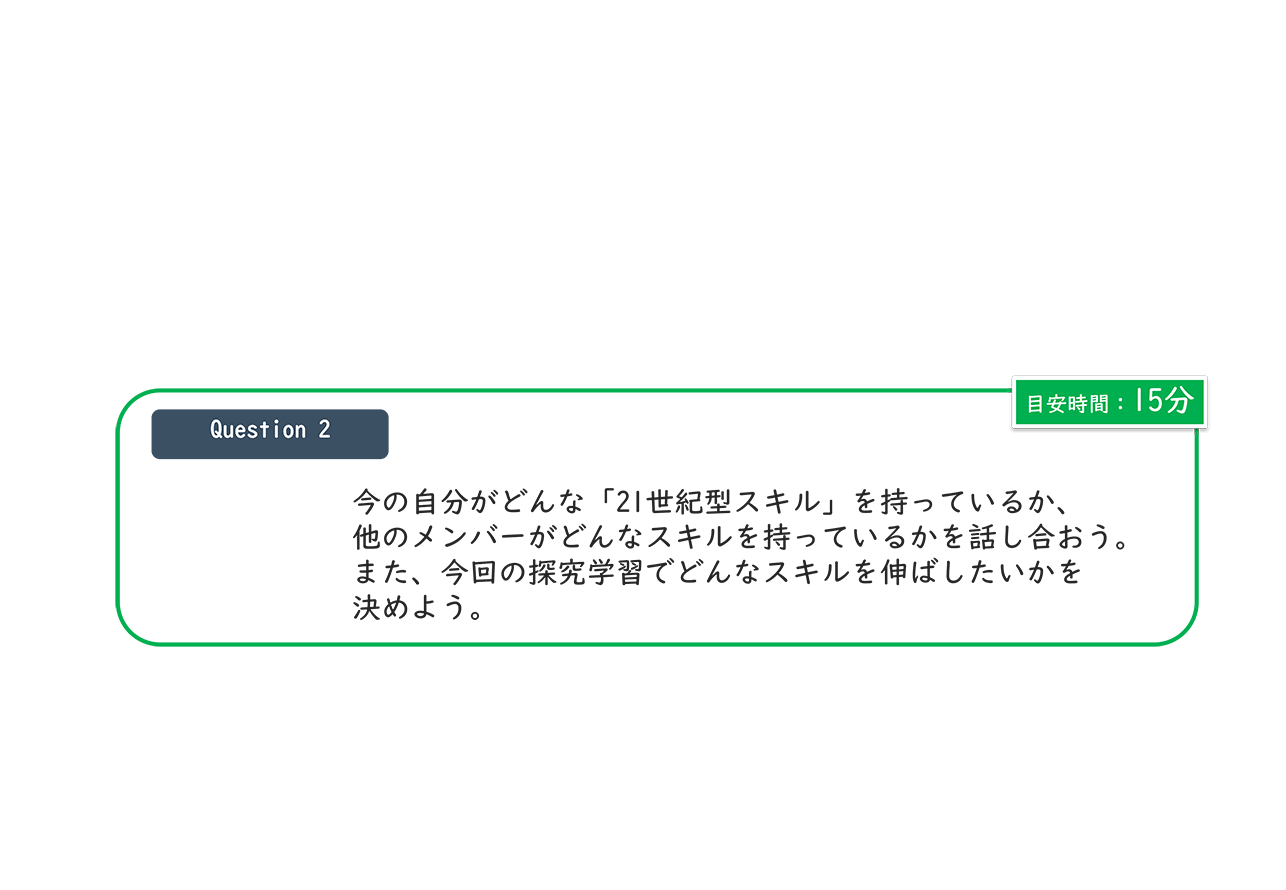 目安時間：15分
Question 2
今の自分がどんな「21世紀型スキル」を持っているか、
他のメンバーがどんなスキルを持っているかを話し合おう。
また、今回の探究学習でどんなスキルを伸ばしたいかを
決めよう。